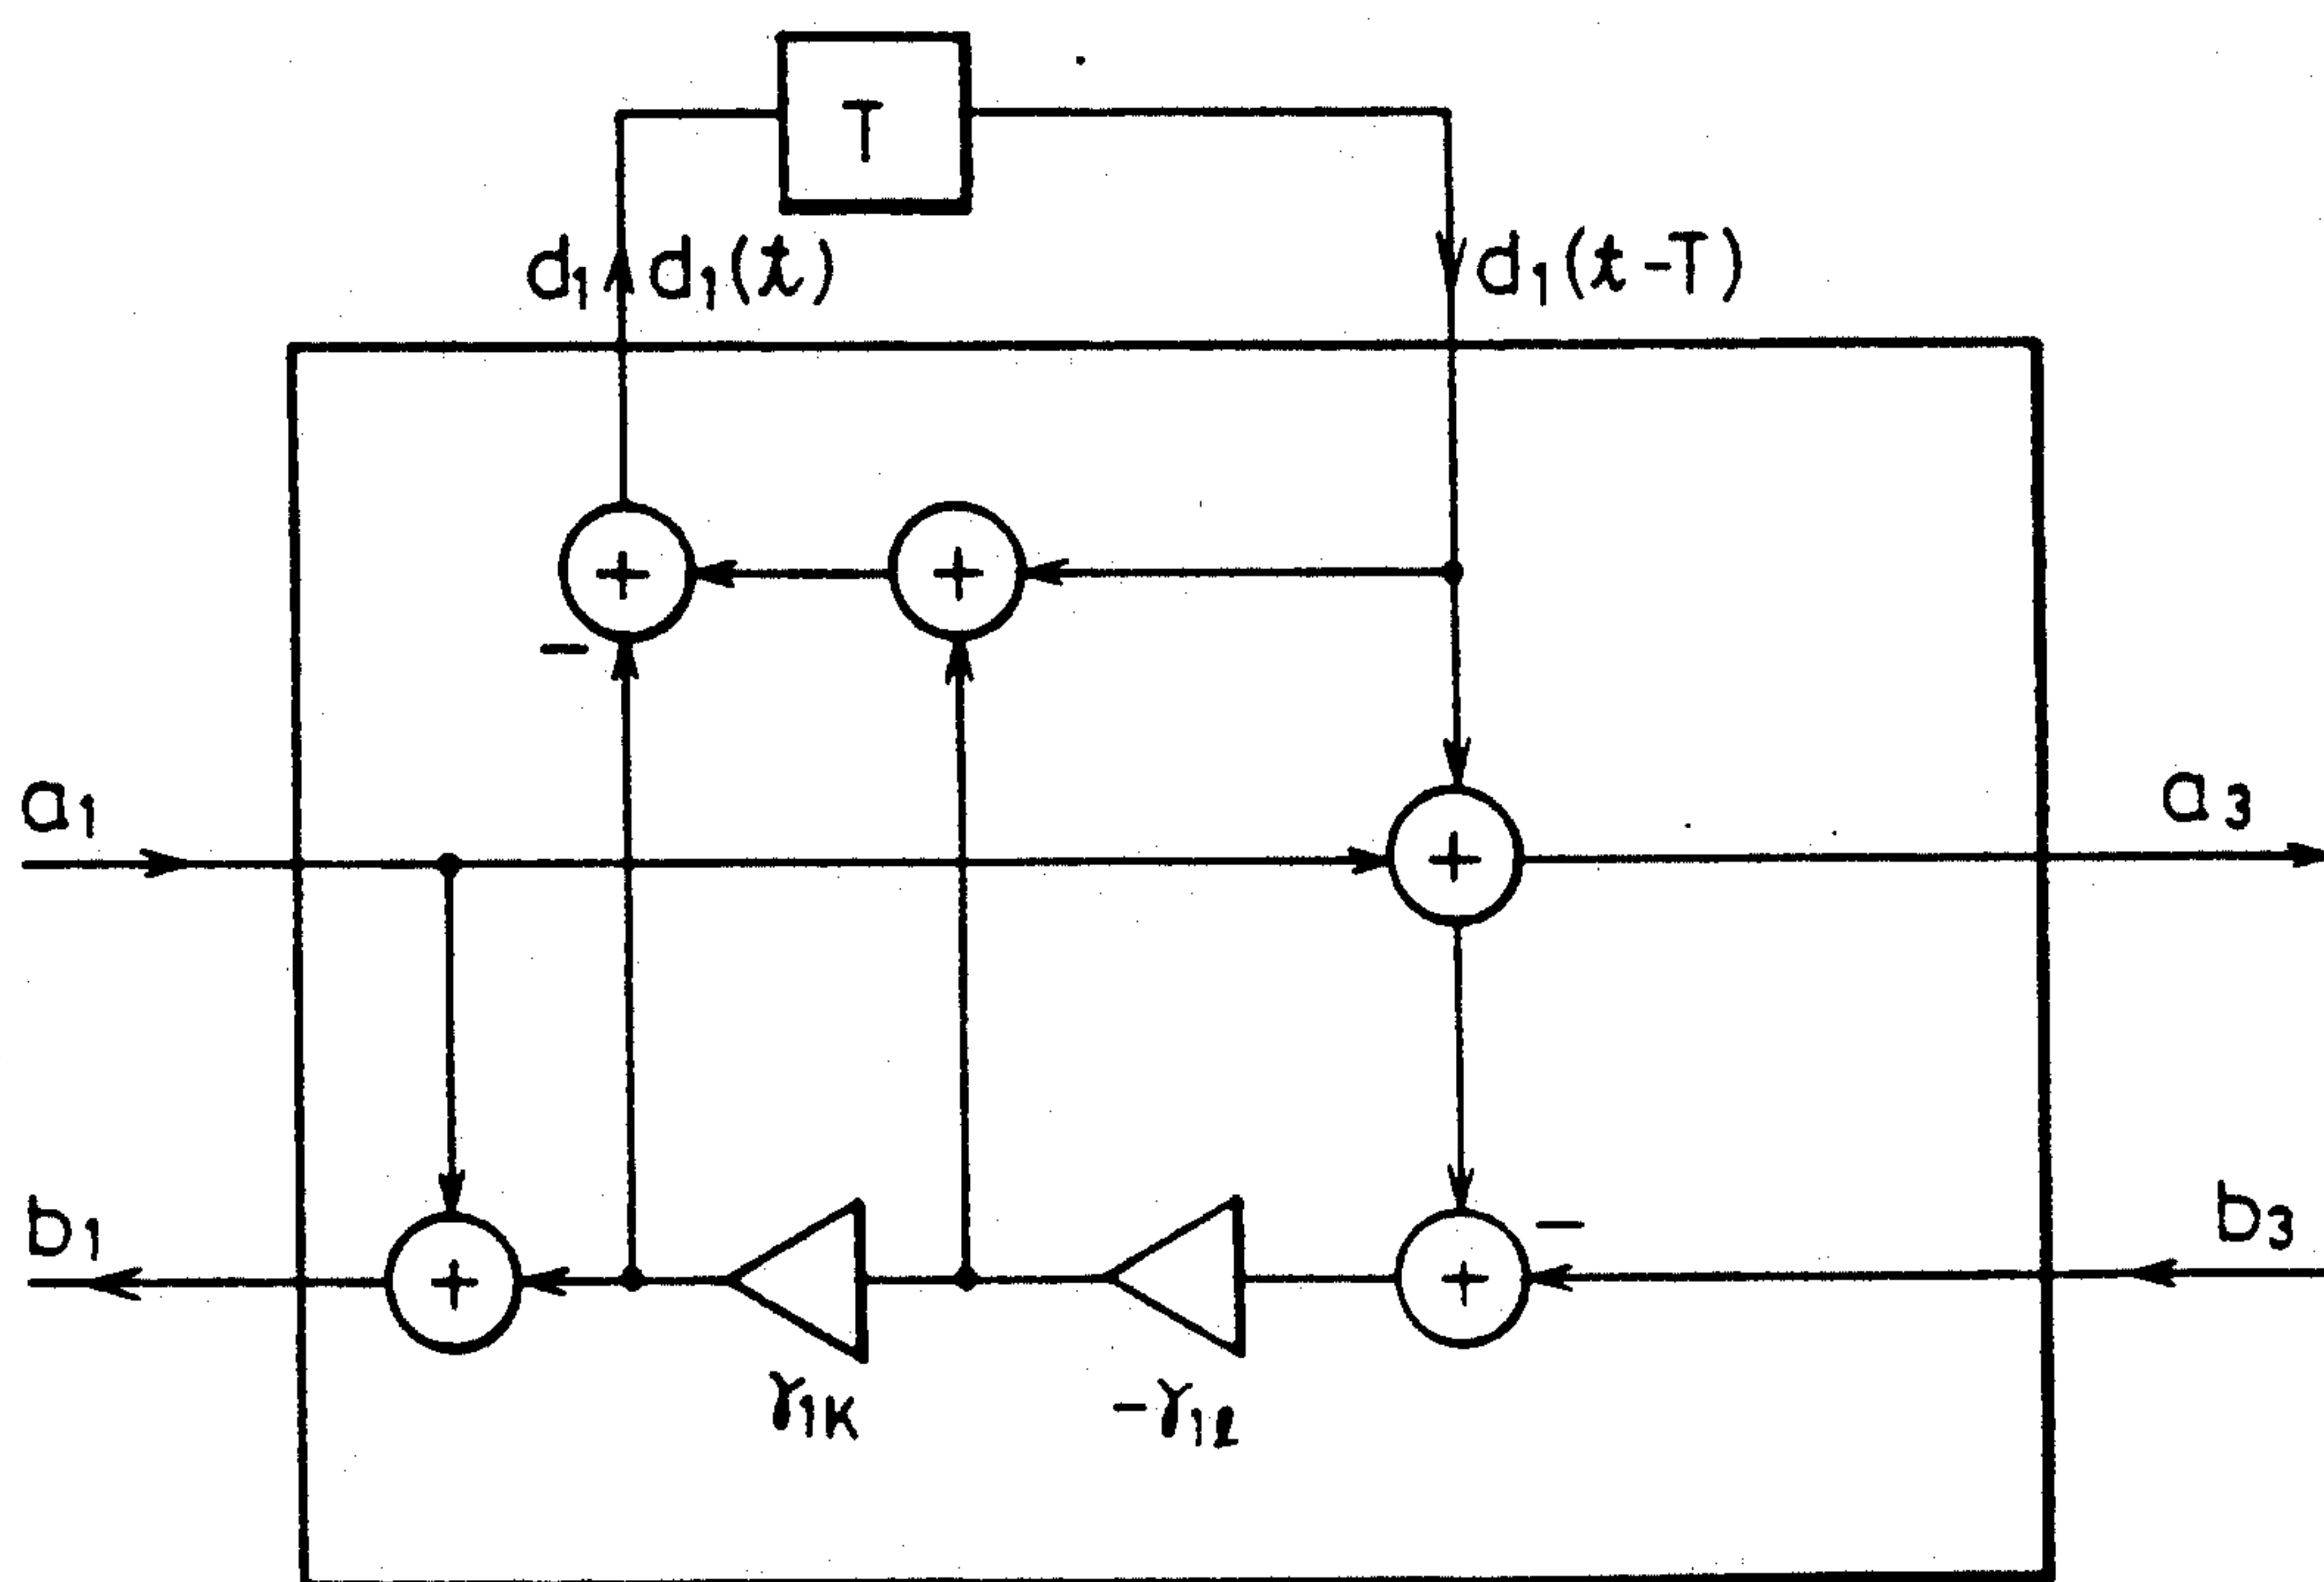 T
d₁ d₁(t) d₁(t-T)
+ +
-
a₁ a₃
+
b₁ - b₃
+ +
γ₁K -γ₁ℓ